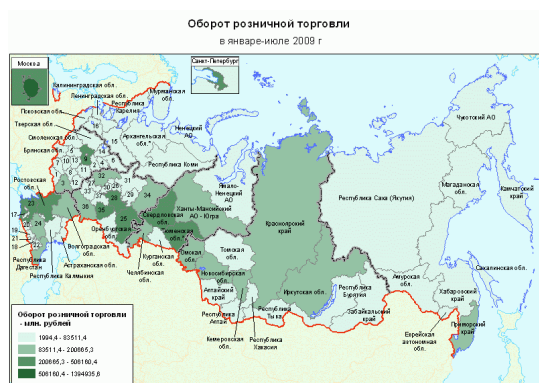 Оборот розничной торговли
в январе-июле 2009 г
Москва
Санкт-Петербург
Калининградская обл.
Ленинградская обл.
Мурманская обл.
Республика Карелия
Псковская обл.
Тверская обл.
Смоленская обл.
Брянская обл.
Архангельская обл.
Ненецкий АО
Республика Коми
Чукотский АО
Ростовская обл.
Ямало-Ненецкий АО
Ханты-Мансийский АО - Югра
Красноярский край
Республика Саха (Якутия)
Магаданская обл.
Камчатский край
Свердловская обл.
Тюменская обл.
Оренбургская обл.
Омская обл.
Томская обл.
Волгоградская обл.
Астраханская обл.
Республика Калмыкия
Республика Дагестан
Курганская обл.
Челябинская обл.
Новосибирская обл.
Алтайский край
Республика Алтай
Кемеровская обл.
Республика Хакасия
Республика Тыва
Иркутская обл.
Республика Бурятия
Забайкальский край
Амурская обл.
Сахалинская обл.
Хабаровский край
Еврейская автономная обл.
Приморский край
Оборот розничной торговли
- млн. рублей
1994,4 - 83511,4
83511,4 - 200665,3
200665,3 - 506160,4
506160,4 - 1394935,6